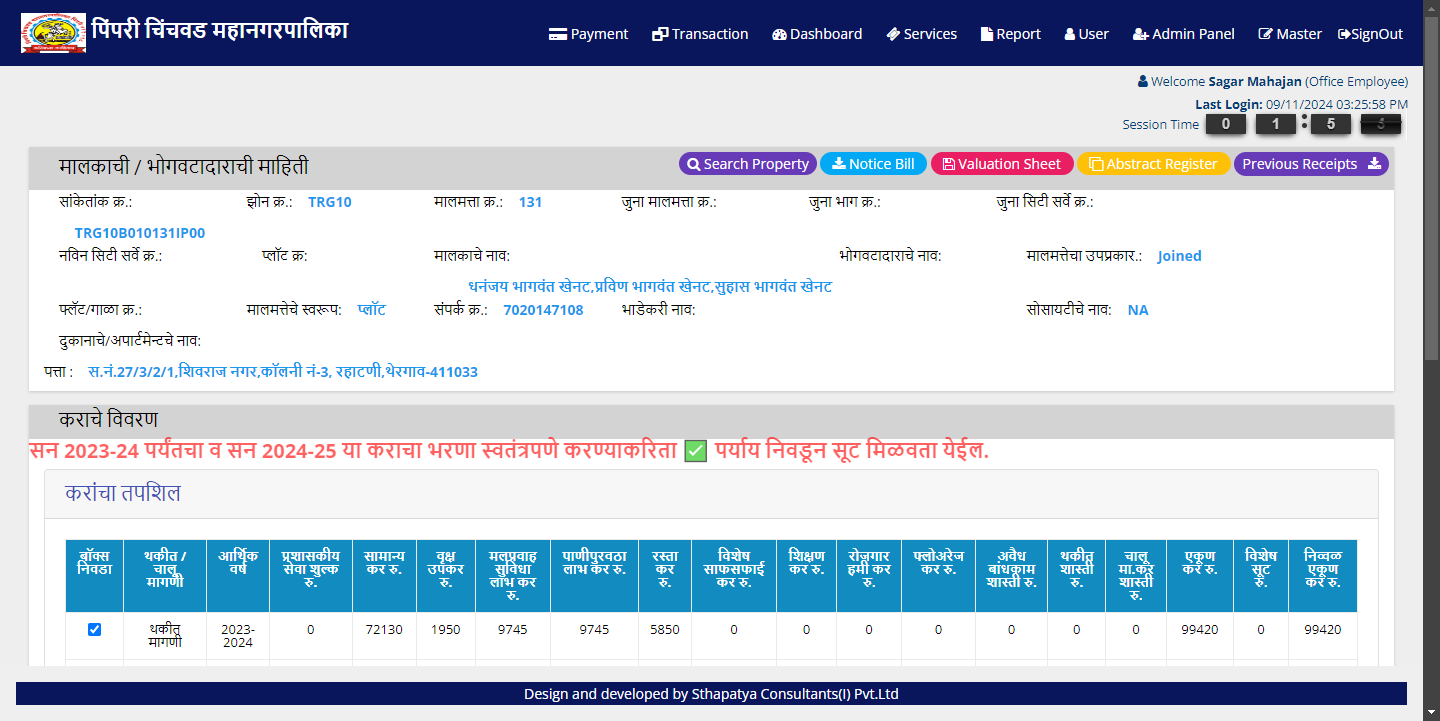 पिंपरी चिंचवड महानगरपालिका
Payment Transaction Dashboard Services Report User Admin Panel Master SignOut
Welcome Sagar Mahajan (Office Employee)
Last Login: 09/11/2024 03:25:58 PM
Session Time 0 1 : 5
मालकाची / भोगवटादाराची माहिती
Search Property Notice Bill Valuation Sheet Abstract Register Previous Receipts
सांकेतांक क्र.: झोन क्र.: TRG10 मालमत्ता क्र.: 131 जुना मालमत्ता क्र.: जुना भाग क्र.: जुना सिटी सर्वे क्र.:
TRG10B010131IP00
नविन सिटी सर्वे क्र.: प्लॉट क्र: मालकाचे नाव: भोगवटादाराचे नाव: मालमत्तेचा उपप्रकार.: Joined
धनंजय भागवंत खेनट,प्रविण भागवंत खेनट,सुहास भागवंत खेनट
फ्लॅट/गाळा क्र.: मालमत्तेचे स्वरूप: प्लॉट संपर्क क्र.: 7020147108 भाडेकरी नाव: सोसायटीचे नाव: NA
दुकानाचे/अपार्टमेन्टचे नाव:
पत्ता : स.नं.27/3/2/1,शिवराज नगर,कॉलनी नं-3, रहाटणी,थेरगाव-411033
कराचे विवरण
सन 2023-24 पर्यंतचा व सन 2024-25 या कराचा भरणा स्वतंत्रपणे करण्याकरिता ✅ पर्याय निवडून सूट मिळवता येईल.
करांचा तपशिल
बॉक्स थकीत / आर्थिक प्रशासकीय सामान्य वृक्ष मलप्रवाह पाणीपुरवठा रस्ता विशेष शिक्षण रोजगार फ्लोअरेज अवैध थकीत चालू एकूण विशेष निव्वळ
निवडा चालू वर्ष सेवा शुल्क कर रु. उपकर सुविधा लाभ कर रु. कर साफसफाई कर रु. हमी कर कर रु. बांधकाम शास्ती मा.कर कर रु. सूट एकूण
मागणी रु. रु. लाभ कर रु. कर रु. रु. शास्ती रु. रु. शास्ती रु. कर रु.
रु. रु.
थकीत 2023- 0 72130 1950 9745 9745 5850 0 0 0 0 0 0 0 99420 0 99420
मागणी 2024
Design and developed by Sthapatya Consultants(I) Pvt.Ltd